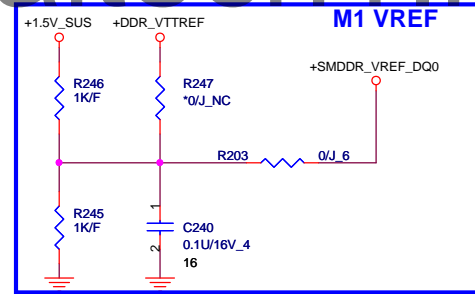 M1 VREF
+1.5V_SUS
+DDR_VTTREF
+SMDDR_VREF_DQ0
R246
1K/F
R247
*0/J_NC
R203
0/J_6
R245
1K/F
1
C240
0.1U/16V_4
2
16